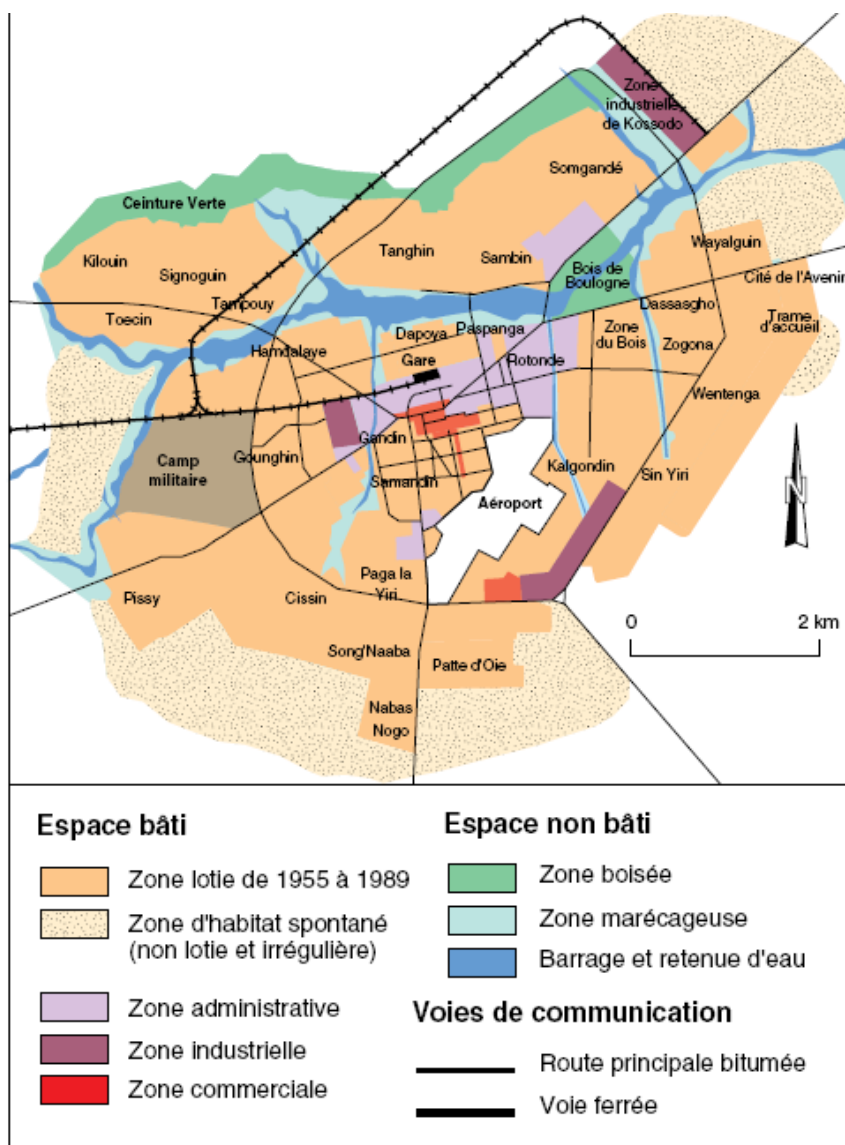 Zone
industrielle
de Kossodo
Somgandé
Ceinture Verte
Kilouin
Tanghin
Sambin
Wayalguin
Signoguin
Bois de
Boulogne
Cité de l'Avenir
Toecin
Tampouy
Dassasgho
Trame
d'accueil
Hamdalaye
Dapoya
Paspanga
Zone
du Bois
Zogona
Gare
Rotonde
Wentenga
Gandin
Gounghin
Camp
militaire
Samandin
Kalgondin
Sin Yiri
Aéroport
N
Paga la
Yiri
Pissy
Cissin
0 2 km
Song'Naaba
Patte d'Oie
Nabas
Nogo
Espace bâti
Zone lotie de 1955 à 1989
Zone d'habitat spontané
(non lotie et irrégulière)
Zone administrative
Zone industrielle
Zone commerciale
Espace non bâti
Zone boisée
Zone marécageuse
Barrage et retenue d'eau
Voies de communication
Route principale bitumée
Voie ferrée